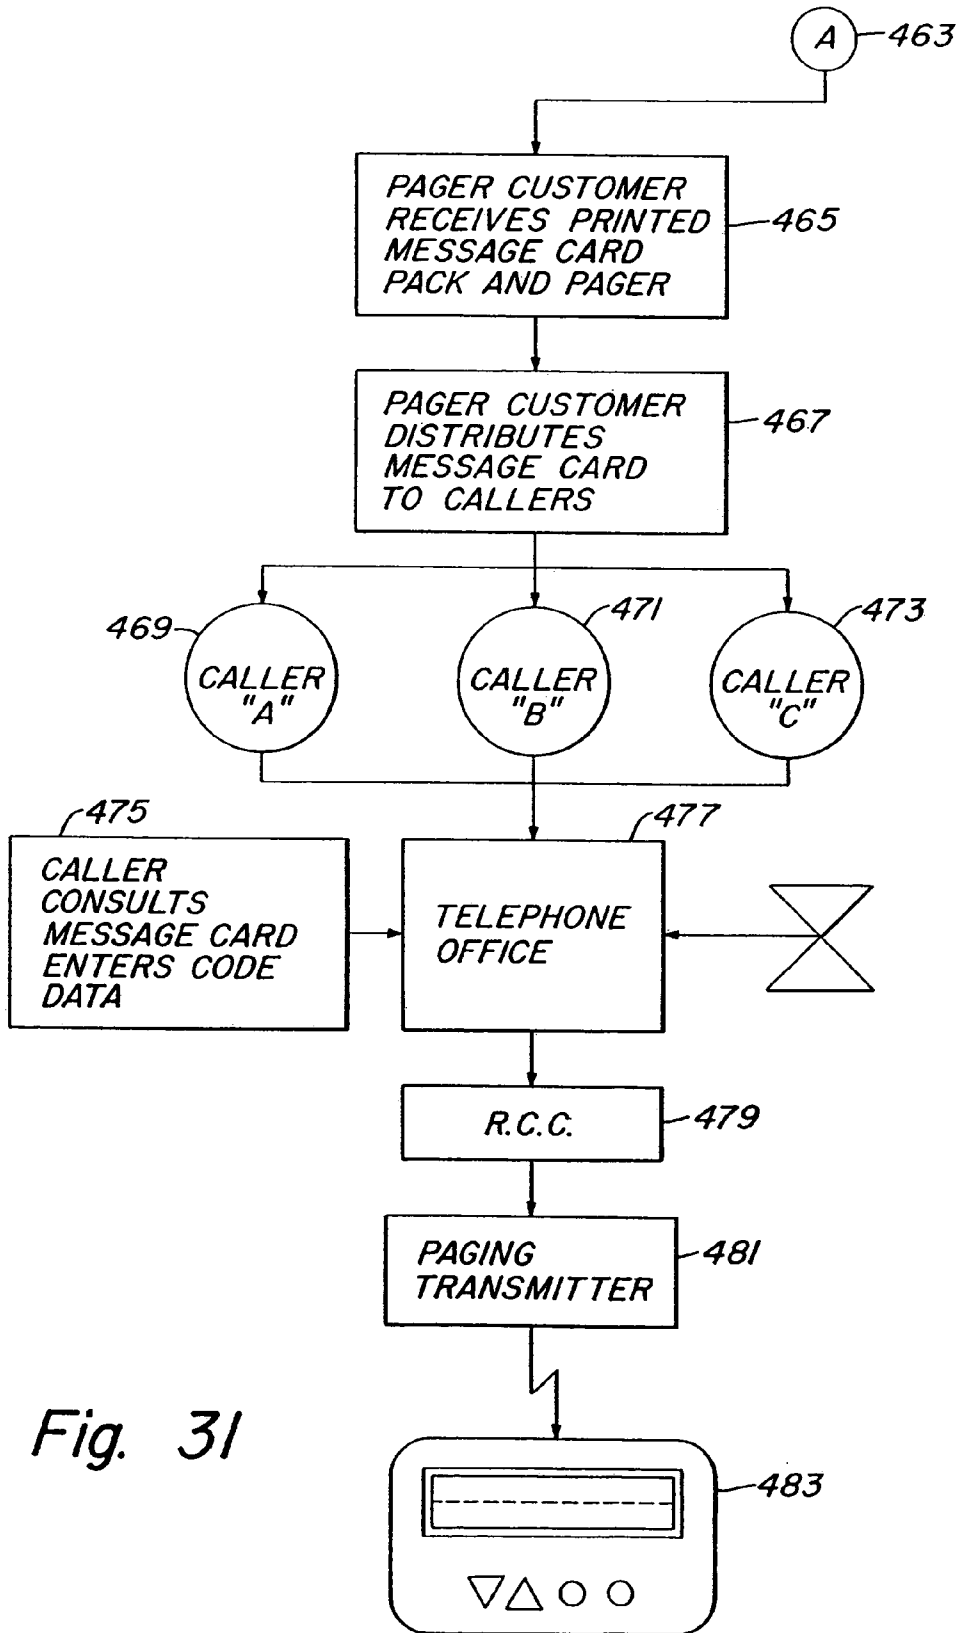 A
463
PAGER CUSTOMER
RECEIVES PRINTED
MESSAGE CARD
PACK AND PAGER
465
PAGER CUSTOMER
DISTRIBUTES
MESSAGE CARD
TO CALLERS
467
469
CALLER
"A"
471
CALLER
"B"
473
CALLER
"C"
475
CALLER
CONSULTS
MESSAGE CARD
ENTERS CODE
DATA
477
TELEPHONE
OFFICE
R.C.C.
479
PAGING
TRANSMITTER
481
Fig. 31
483